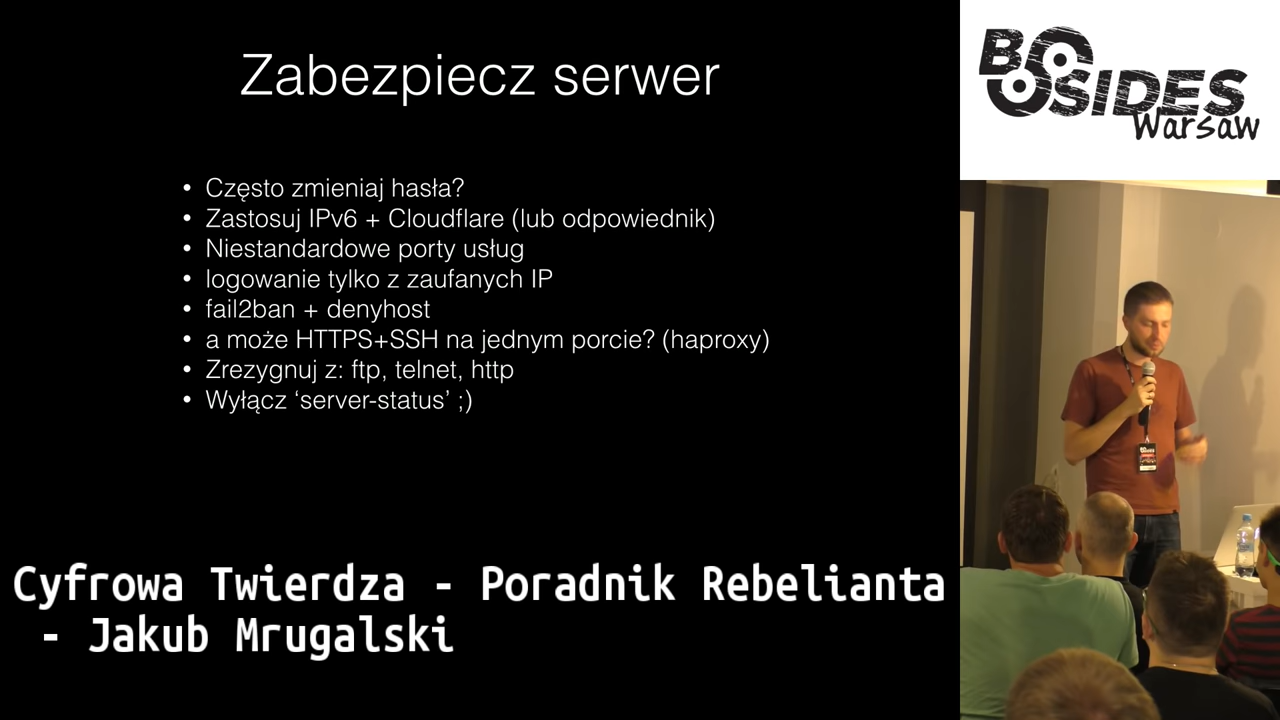 Zabezpiecz serwer
• Często zmieniaj hasła?
• Zastosuj IPv6 + Cloudflare (lub odpowiednik)
• Niestandardowe porty usług
• logowanie tylko z zaufanych IP
• fail2ban + denyhost
• a może HTTPS+SSH na jednym porcie? (haproxy)
• Zrezygnuj z: ftp, telnet, http
• Wyłącz ‘server-status’ ;)
Cyfrowa Twierdza - Poradnik Rebelianta
- Jakub Mrugalski
BSIDES
Warsaw